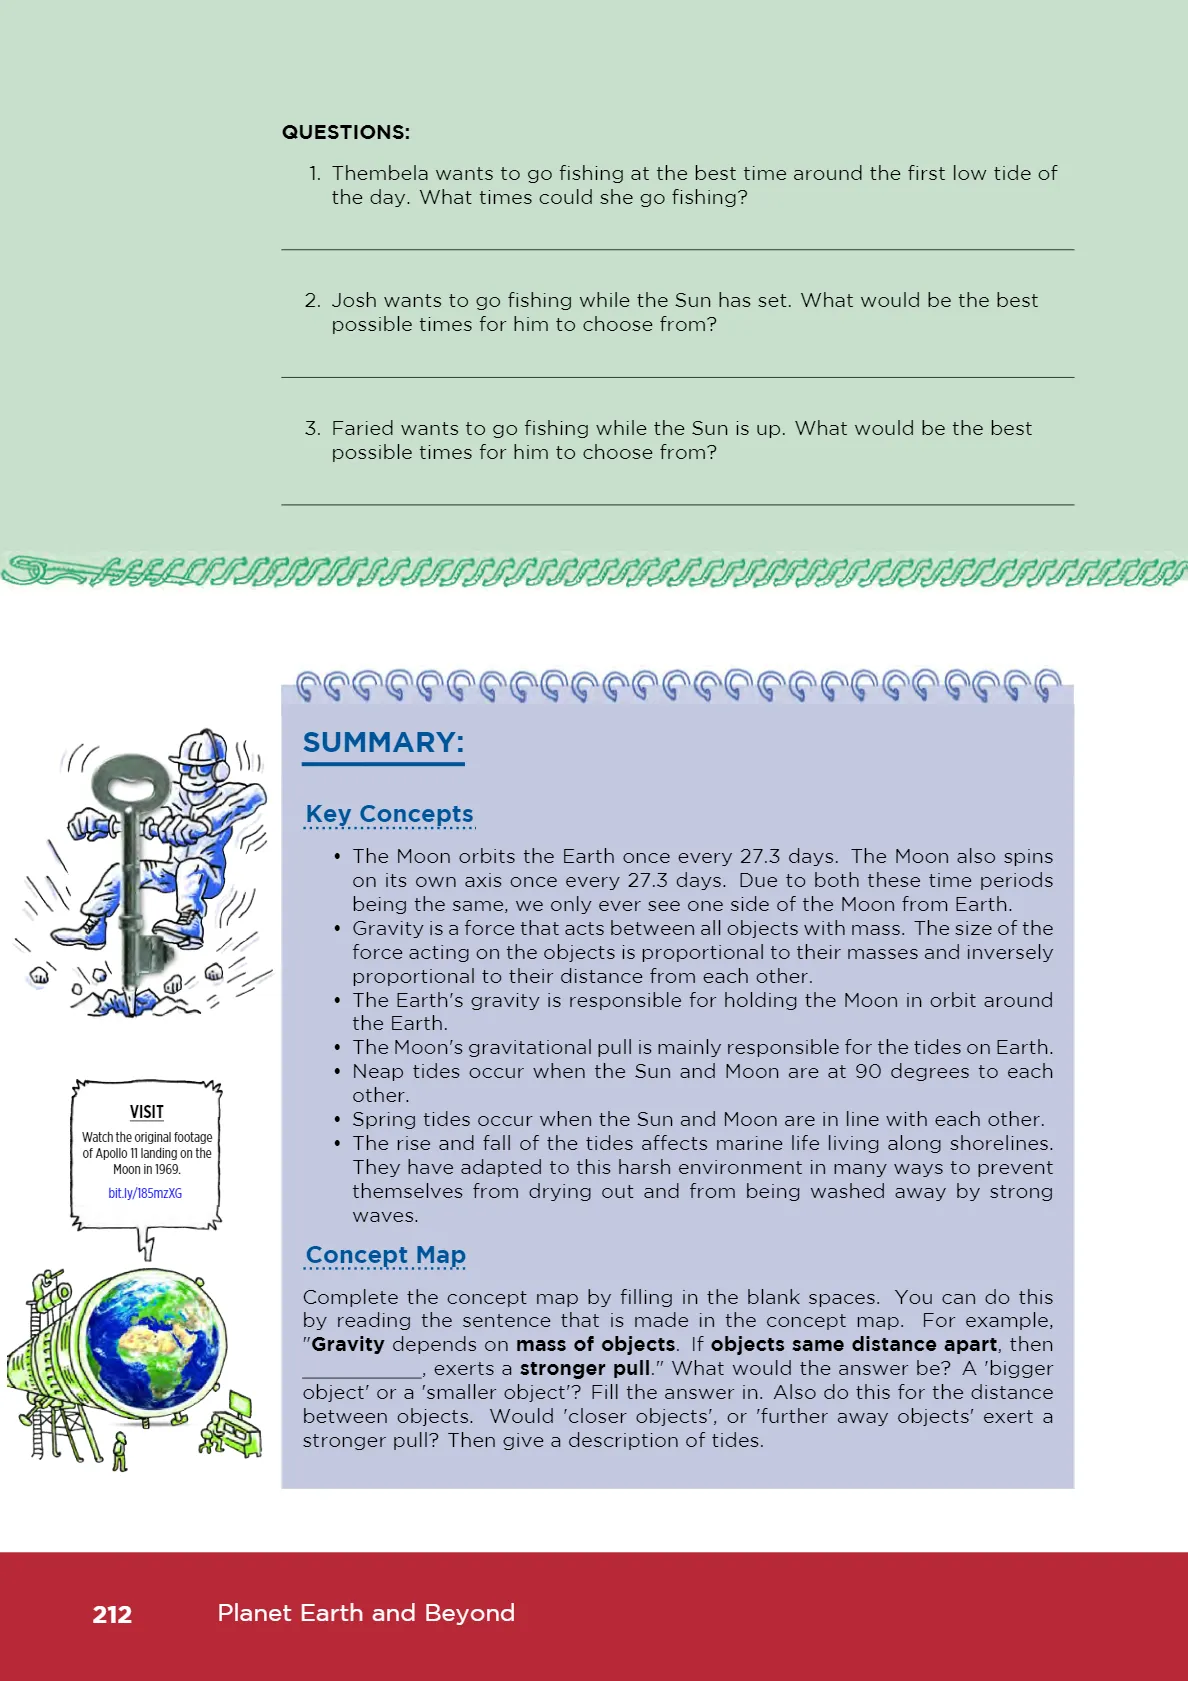 QUESTIONS:
1. Thembela wants to go fishing at the best time around the first low tide of
the day. What times could she go fishing?
2. Josh wants to go fishing while the Sun has set. What would be the best
possible times for him to choose from?
3. Faried wants to go fishing while the Sun is up. What would be the best
possible times for him to choose from?
SUMMARY:
Key Concepts
• The Moon orbits the Earth once every 27.3 days. The Moon also spins
on its own axis once every 27.3 days. Due to both these time periods
being the same, we only ever see one side of the Moon from Earth.
• Gravity is a force that acts between all objects with mass. The size of the
force acting on the objects is proportional to their masses and inversely
proportional to their distance from each other.
• The Earth's gravity is responsible for holding the Moon in orbit around
the Earth.
• The Moon's gravitational pull is mainly responsible for the tides on Earth.
• Neap tides occur when the Sun and Moon are at 90 degrees to each
other.
• Spring tides occur when the Sun and Moon are in line with each other.
• The rise and fall of the tides affects marine life living along shorelines.
They have adapted to this harsh environment in many ways to prevent
themselves from drying out and from being washed away by strong
waves.
VISIT
Watch the original footage
of Apollo 11 landing on the
Moon in 1969.
bit.ly/185mzXG
Concept Map
Complete the concept map by filling in the blank spaces. You can do this
by reading the sentence that is made in the concept map. For example,
"Gravity depends on mass of objects. If objects same distance apart, then
____________, exerts a stronger pull." What would the answer be? A 'bigger
object' or a 'smaller object'? Fill the answer in. Also do this for the distance
between objects. Would 'closer objects', or 'further away objects' exert a
stronger pull? Then give a description of tides.
212 Planet Earth and Beyond